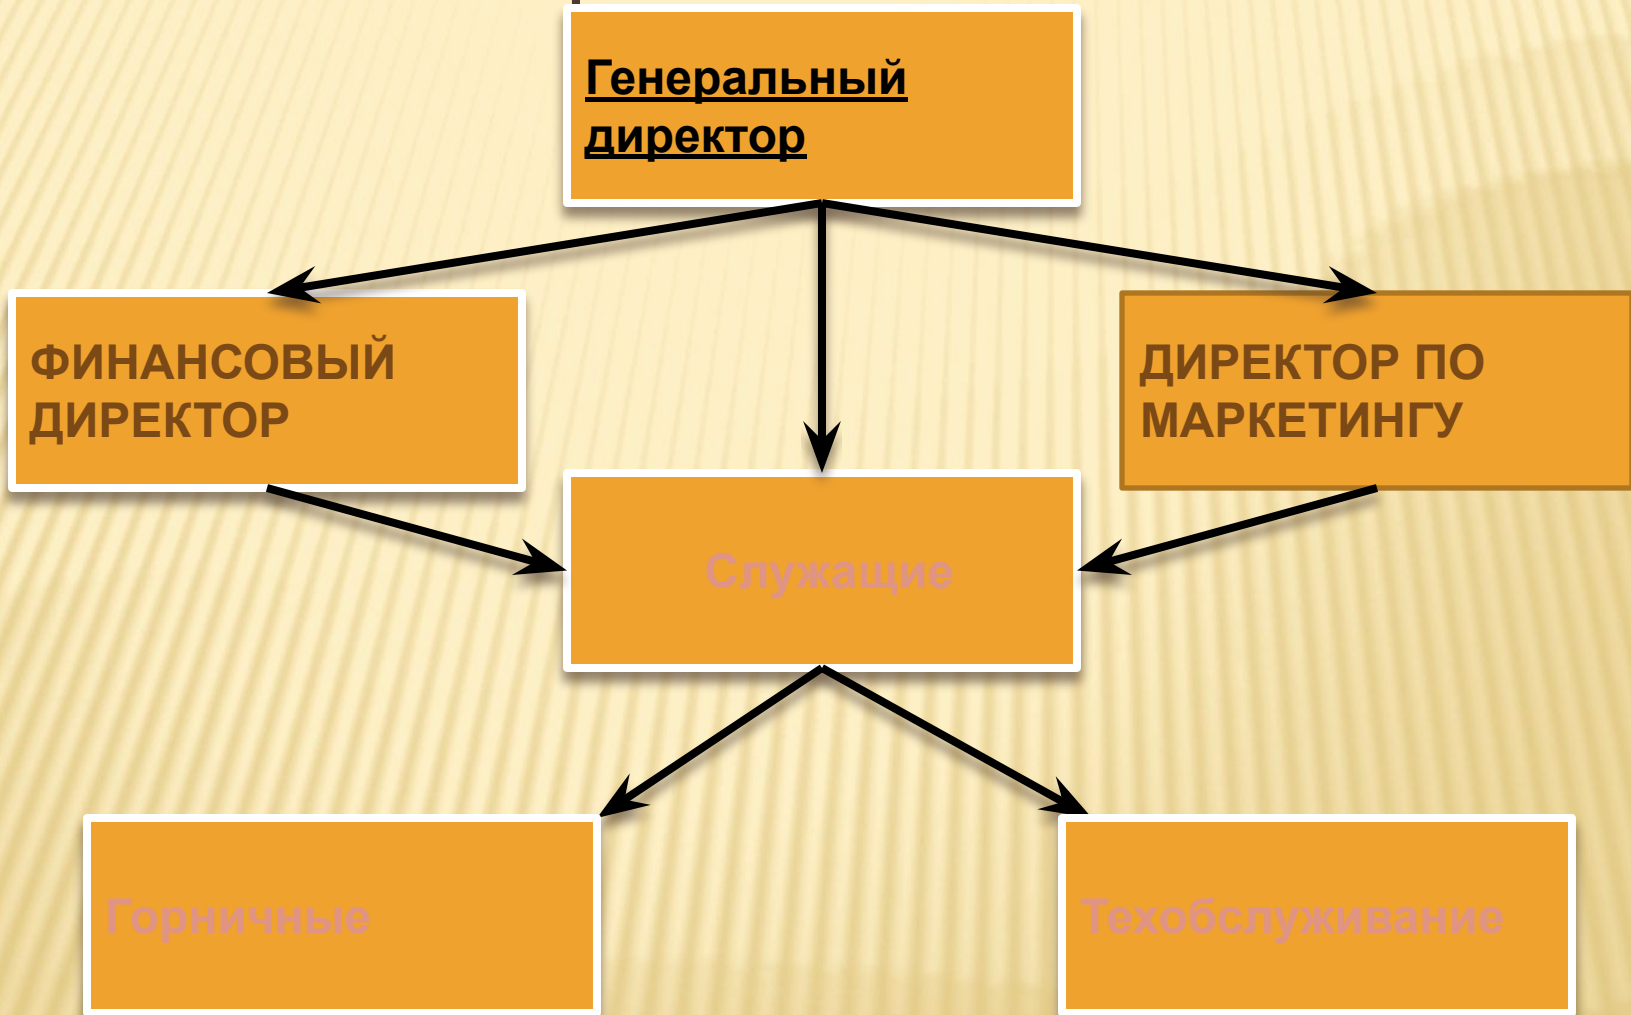 Генеральный
директор
ФИНАНСОВЫЙ
ДИРЕКТОР
ДИРЕКТОР ПО
МАРКЕТИНГУ
Служащие
Горничные
Техобслуживание